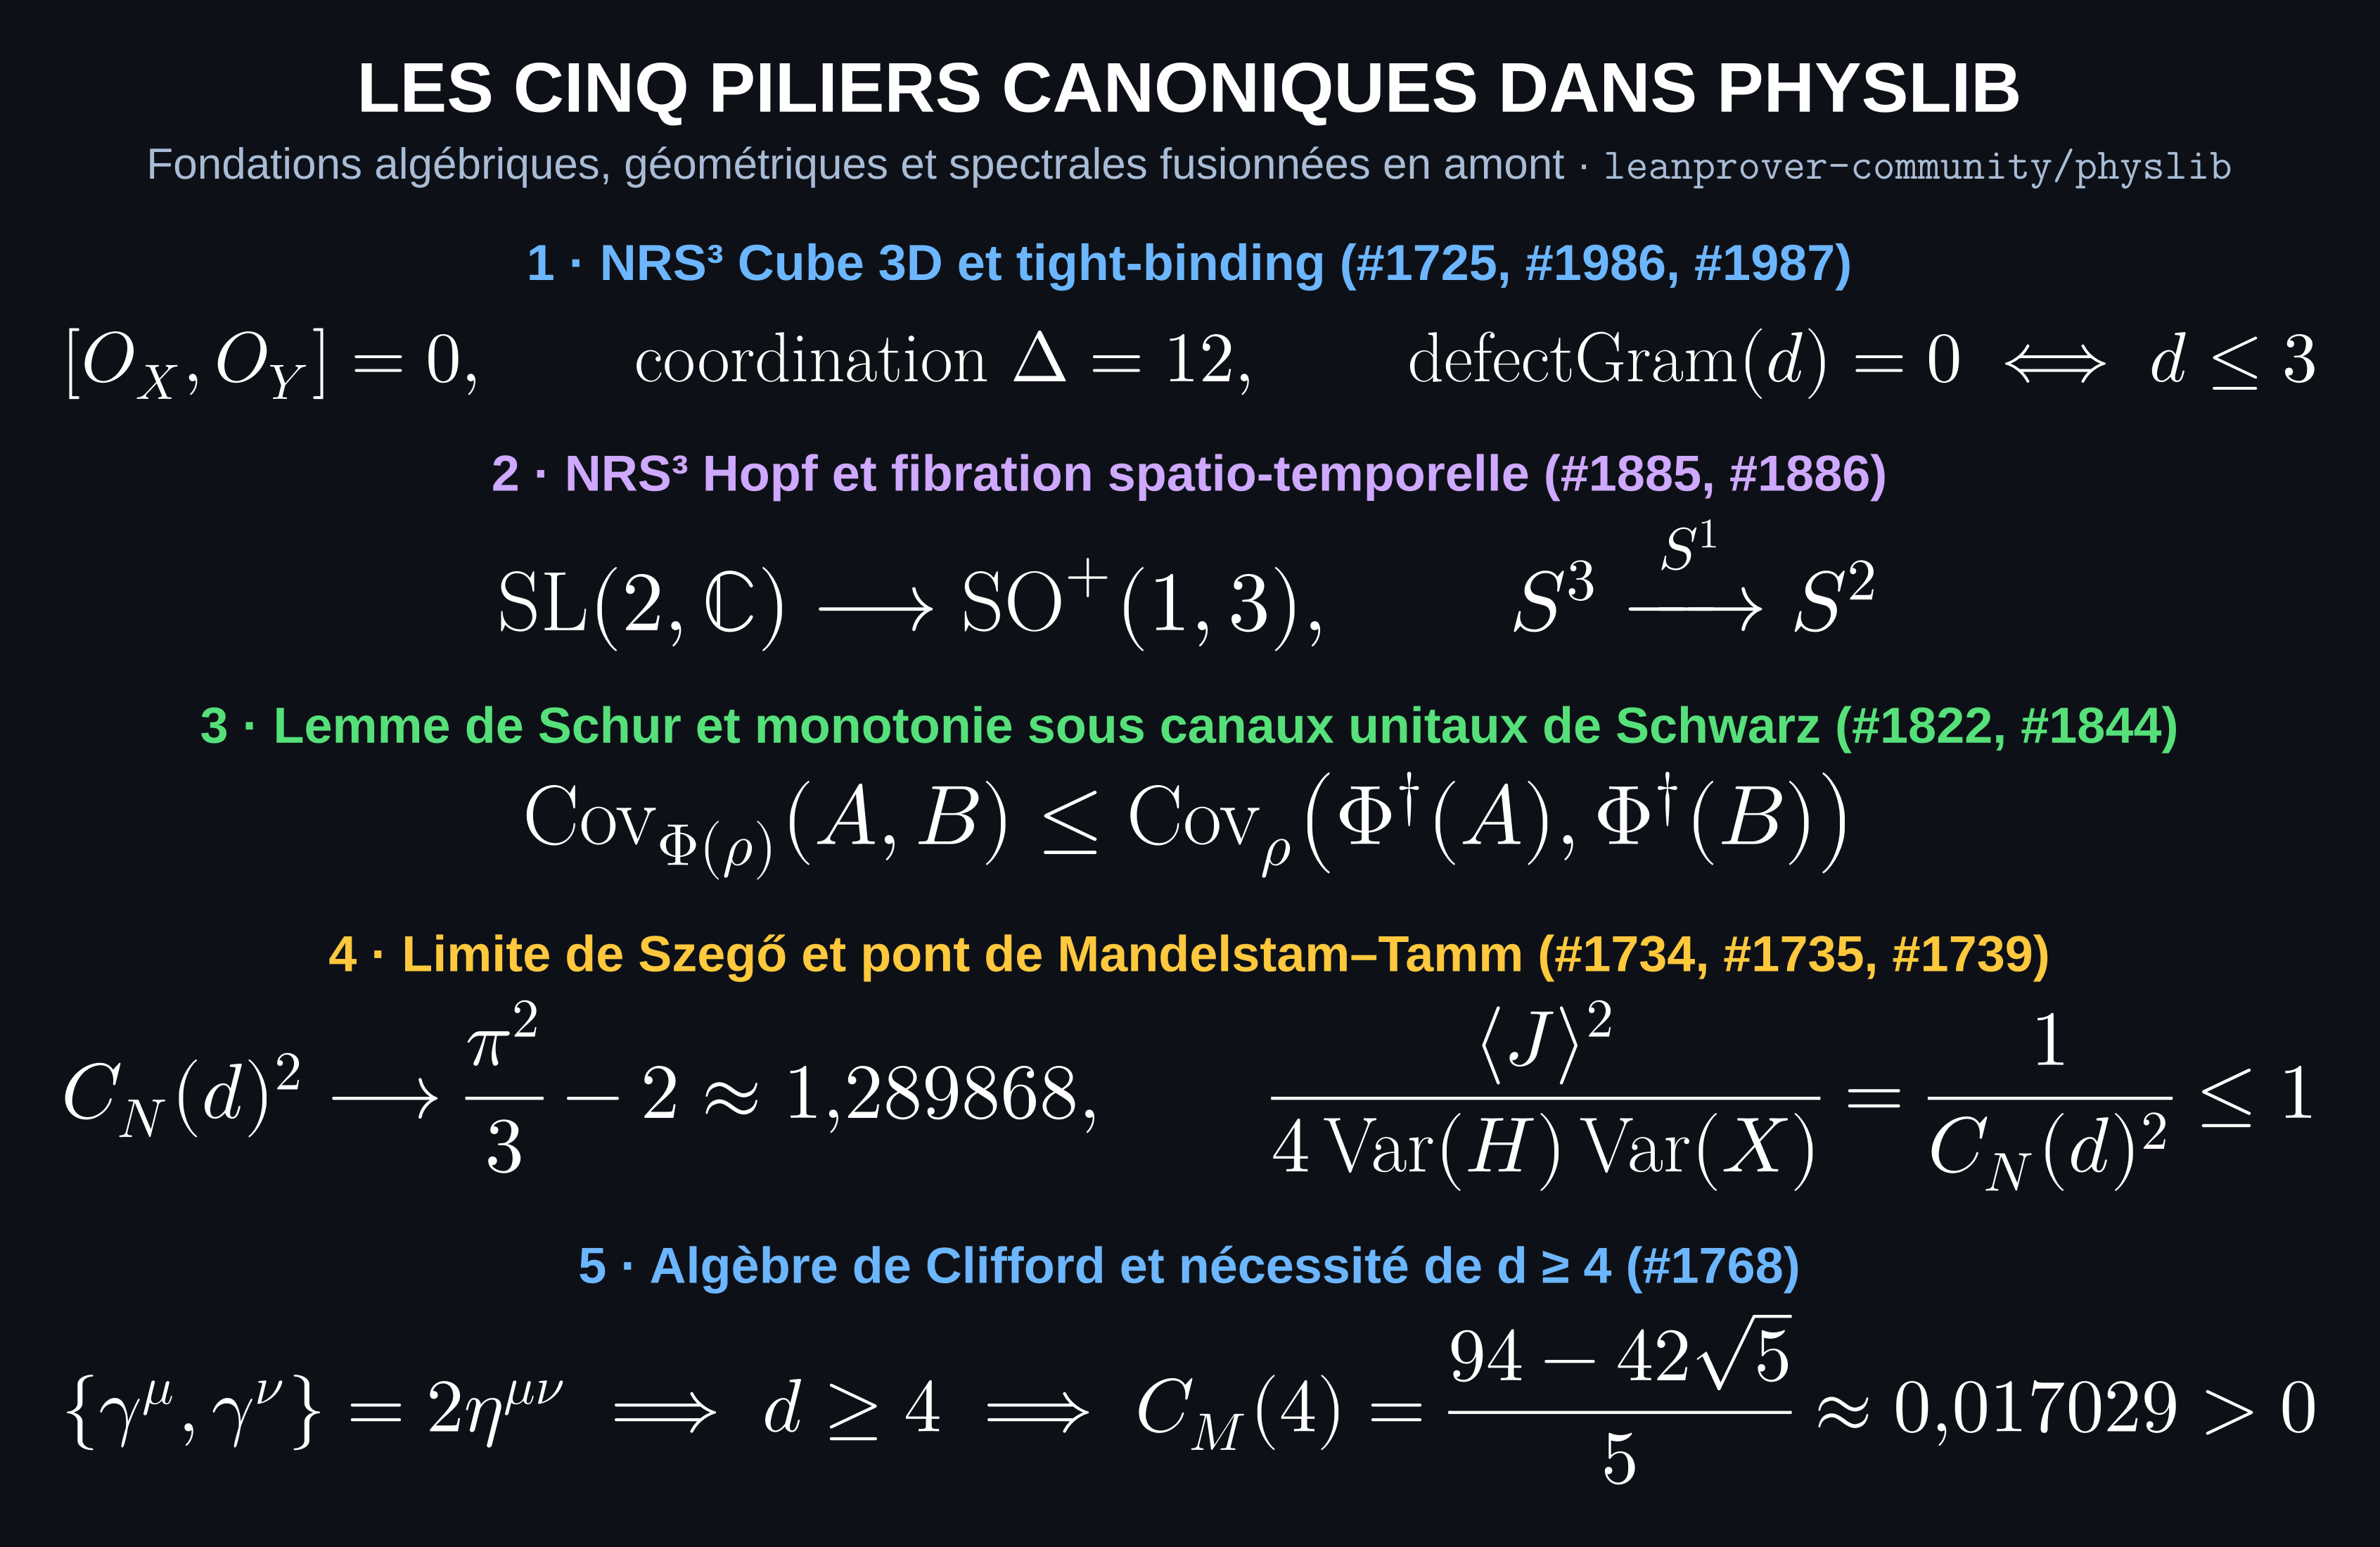 LES CINQ PILIERS CANONIQUES DANS PHYSLIB
Fondations algébriques, géométriques et spectrales fusionnées en amont · leanprover-community/physlib
1 · NRS³ Cube 3D et tight-binding (#1725, #1986, #1987)
[O_X, O_Y] = 0, coordination Δ = 12, defectGram(d) = 0 ⟺ d ≤ 3
2 · NRS³ Hopf et fibration spatio-temporelle (#1885, #1886)
SL(2, ℂ) ⟶ SO⁺(1, 3), S³ \xrightarrow{S¹} S²
3 · Lemme de Schur et monotonie sous canaux unitaux de Schwarz (#1822, #1844)
Cov_{Φ(ρ)}(A, B) ≤ Cov_ρ(Φ†(A), Φ†(B))
4 · Limite de Szegő et pont de Mandelstam–Tamm (#1734, #1735, #1739)
C_N(d)² ⟶ \frac{π²}{3} − 2 ≈ 1,289868, \frac{⟨J⟩²}{4 Var(H) Var(X)} = \frac{1}{C_N(d)²} ≤ 1
5 · Algèbre de Clifford et nécessité de d ≥ 4 (#1768)
{γ^μ, γ^ν} = 2η^{μν} ⟹ d ≥ 4 ⟹ C_M(4) = \frac{94 − 42√5}{5} ≈ 0,017029 > 0